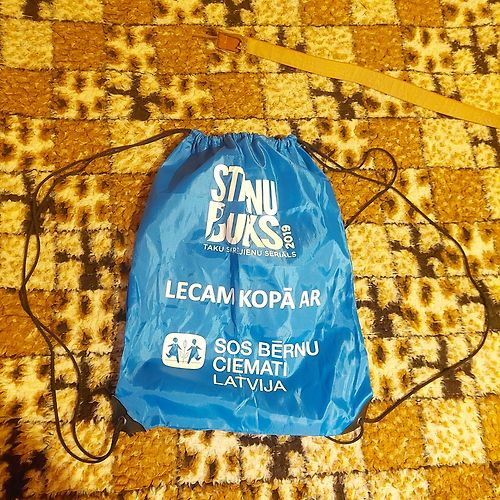 STIRNU
BUKS
2019
TAKU SKRĒJIENU SERIĀLS
LECAM KOPĀ AR
SOS BĒRNU
CIEMATI
LATVIJA